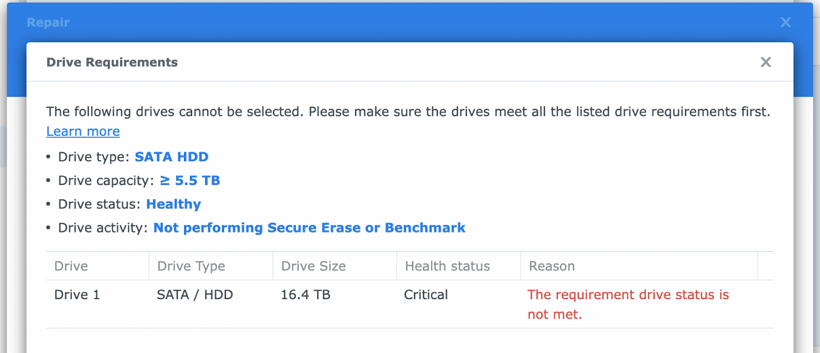 Repair
Drive Requirements
The following drives cannot be selected. Please make sure the drives meet all the listed drive requirements first.
Learn more
• Drive type: SATA HDD
• Drive capacity: ≥ 5.5 TB
• Drive status: Healthy
• Drive activity: Not performing Secure Erase or Benchmark
Drive Drive Type Drive Size Health status Reason
Drive 1 SATA / HDD 16.4 TB Critical The requirement drive status is
not met.